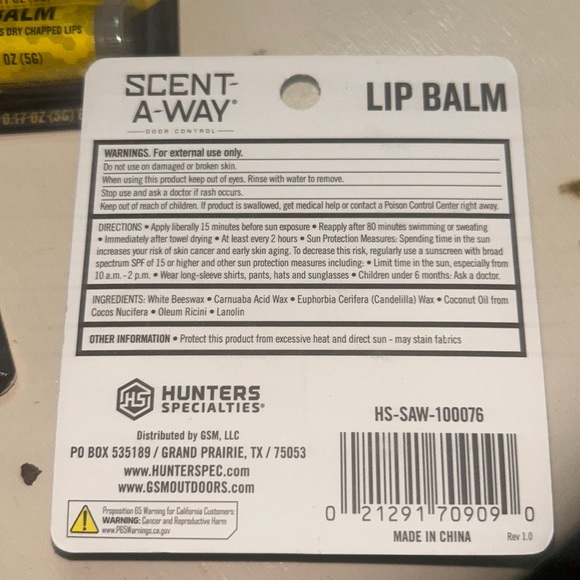 BALM
DRY CHAPPED LIPS
OZ (5G)
0.17 OZ (5G)
SCENT-
A-WAY®
ODOR CONTROL
LIP BALM
WARNINGS. For external use only.
Do not use on damaged or broken skin.
When using this product keep out of eyes. Rinse with water to remove.
Stop use and ask a doctor if rash occurs.
Keep out of reach of children. If product is swallowed, get medical help or contact a Poison Control Center right away.
DIRECTIONS • Apply liberally 15 minutes before sun exposure • Reapply after 80 minutes swimming or sweating
• Immediately after towel drying • At least every 2 hours • Sun Protection Measures: Spending time in the sun
increases your risk of skin cancer and early skin aging. To decrease this risk, regularly use a sunscreen with broad
spectrum SPF of 15 or higher and other sun protection measures including: • Limit time in the sun, especially from
10 a.m. - 2 p.m. • Wear long-sleeve shirts, pants, hats and sunglasses • Children under 6 months: Ask a doctor.
INGREDIENTS: White Beeswax • Carnuaba Acid Wax • Euphorbia Cerifera (Candelilla) Wax • Coconut Oil from
Cocos Nucifera • Oleum Ricini • Lanolin
OTHER INFORMATION • Protect this product from excessive heat and direct sun - may stain fabrics
HS HUNTERS
SPECIALTIES®
HS-SAW-100076
Distributed by GSM, LLC
PO BOX 535189 / GRAND PRAIRIE, TX / 75053
www.HUNTERSPEC.com
www.GSMOUTDOORS.com
0 21291 70909 0
Proposition 65 Warning for California Customers:
WARNING: Cancer and Reproductive Harm
www.P65Warnings.ca.gov
MADE IN CHINA
Rev 1.0